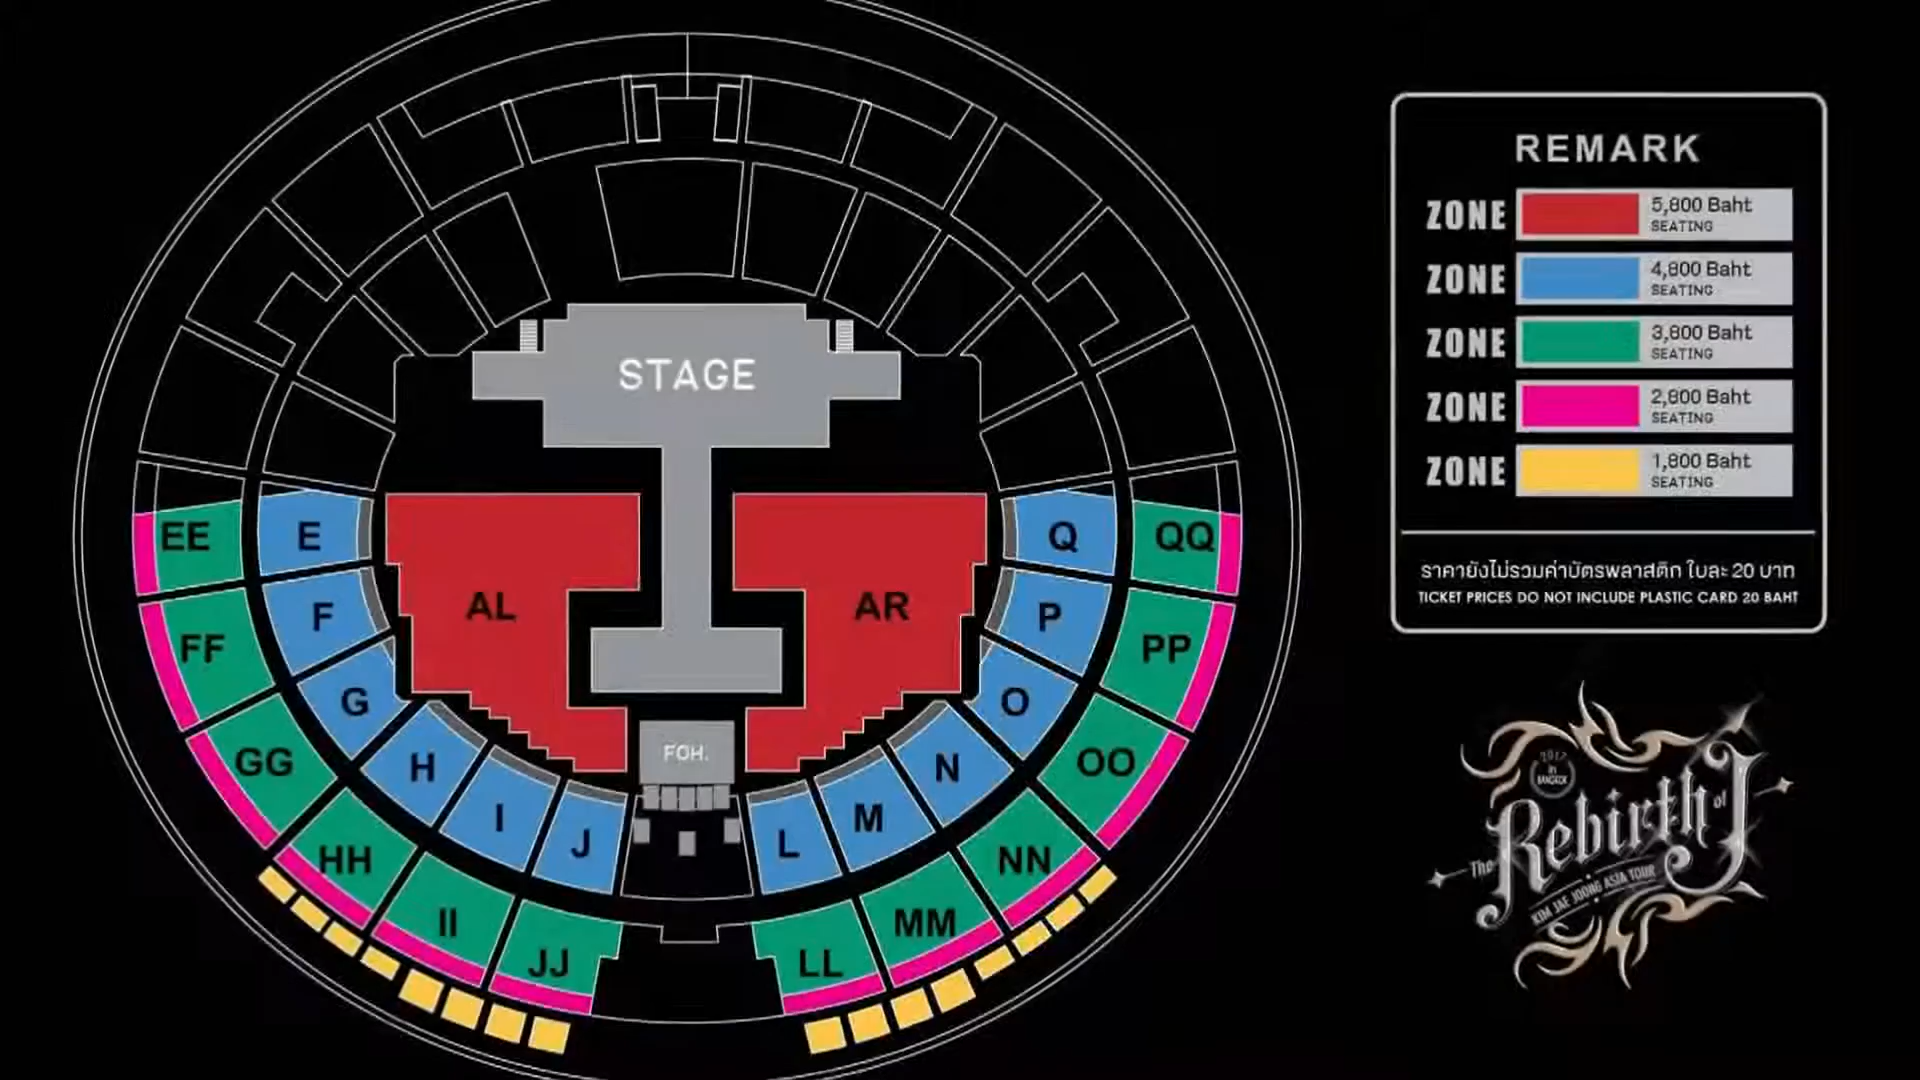 REMARK
ZONE 5,800 Baht
SEATING
ZONE 4,800 Baht
SEATING
ZONE 3,800 Baht
SEATING
ZONE 2,800 Baht
SEATING
ZONE 1,800 Baht
SEATING
ราคายังไม่รวมค่าบัตรพลาสติก ใบละ 20 บาท
TICKET PRICES DO NOT INCLUDE PLASTIC CARD 20 BAHT
STAGE
EE E Q QQ
AL AR
F P
FF PP
G O
FOH.
GG H N OO
I M
J L
HH NN
II MM
JJ LL
2017
IN
BANGKOK
The Rebirth of J
KIM JAE JOONG ASIA TOUR